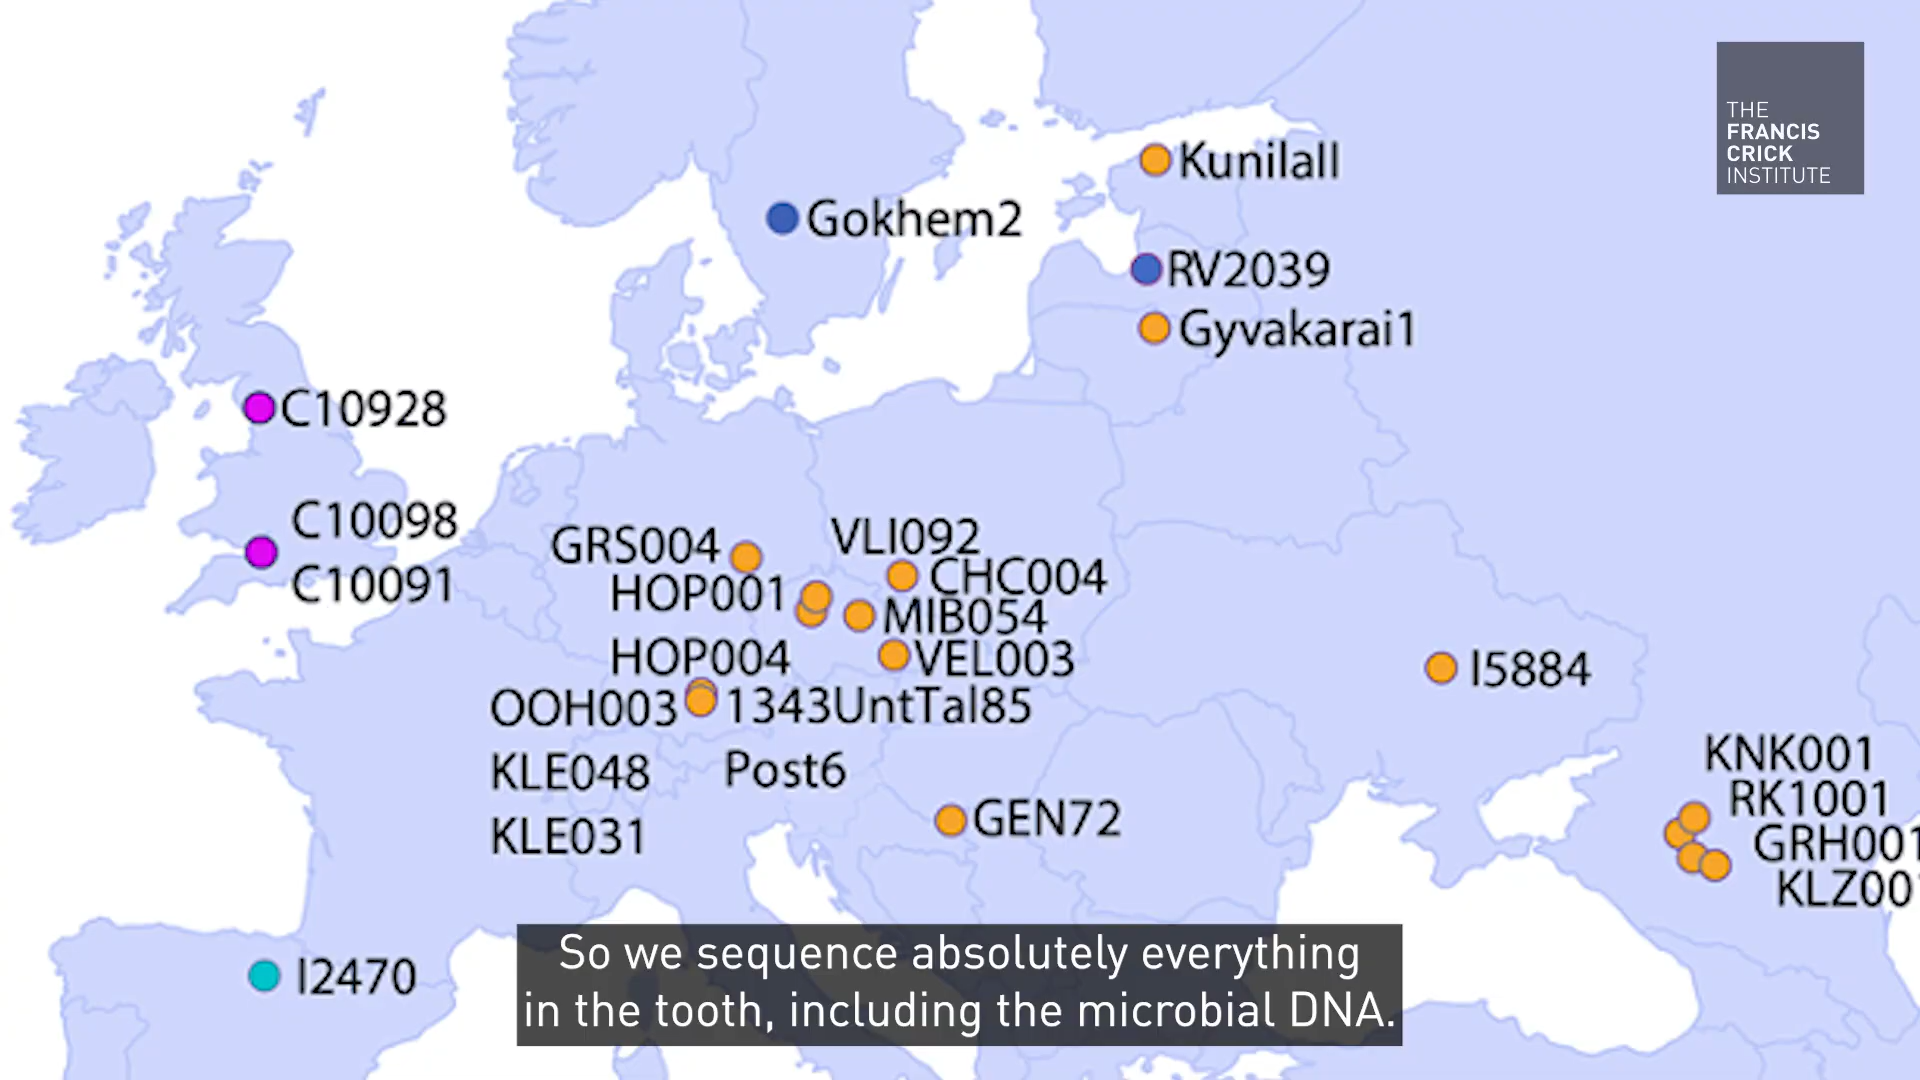 THE
FRANCIS
CRICK
INSTITUTE
Kunilall
Gokhem2
RV2039
Gyvakarai1
C10928
C10098
C10091
GRS004
VLI092
HOP001
CHC004
MIB054
HOP004
VEL003
OOH003
1343UntTal85
KLE048
Post6
KLE031
GEN72
I5884
KNK001
RK1001
GRH001
KLZ001
I2470
So we sequence absolutely everything
in the tooth, including the microbial DNA.